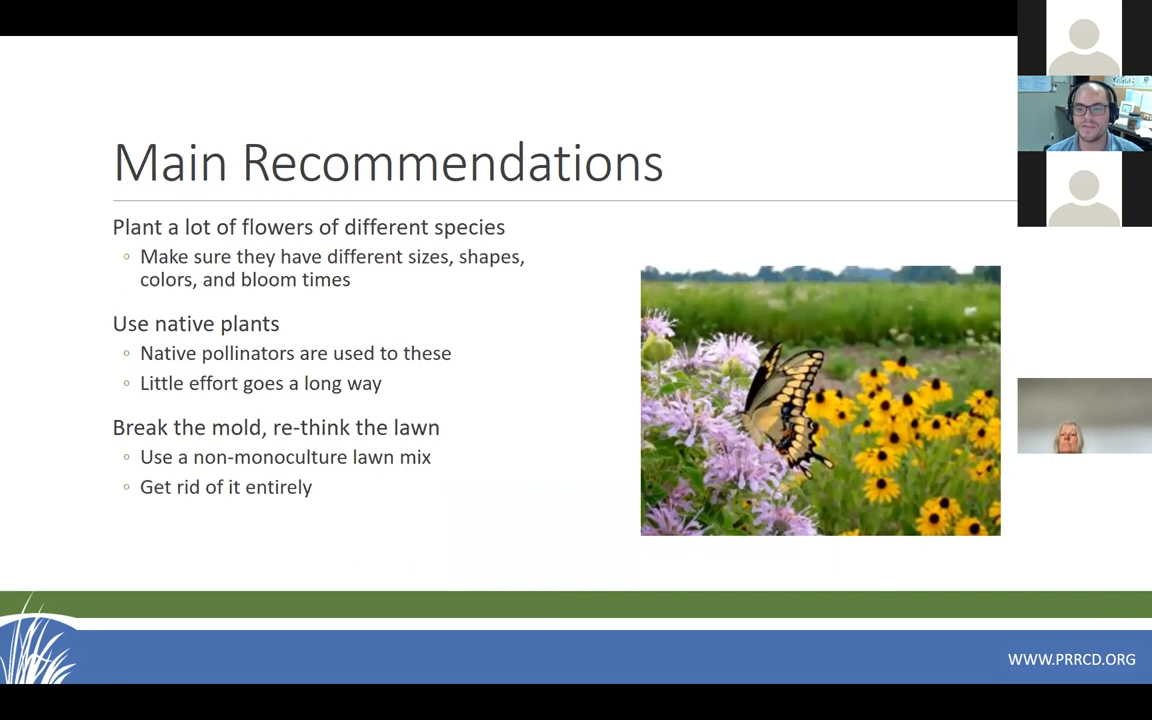 Main Recommendations
Plant a lot of flowers of different species
◦ Make sure they have different sizes, shapes,
colors, and bloom times
Use native plants
◦ Native pollinators are used to these
◦ Little effort goes a long way
Break the mold, re-think the lawn
◦ Use a non-monoculture lawn mix
◦ Get rid of it entirely
WWW.PRRCD.ORG